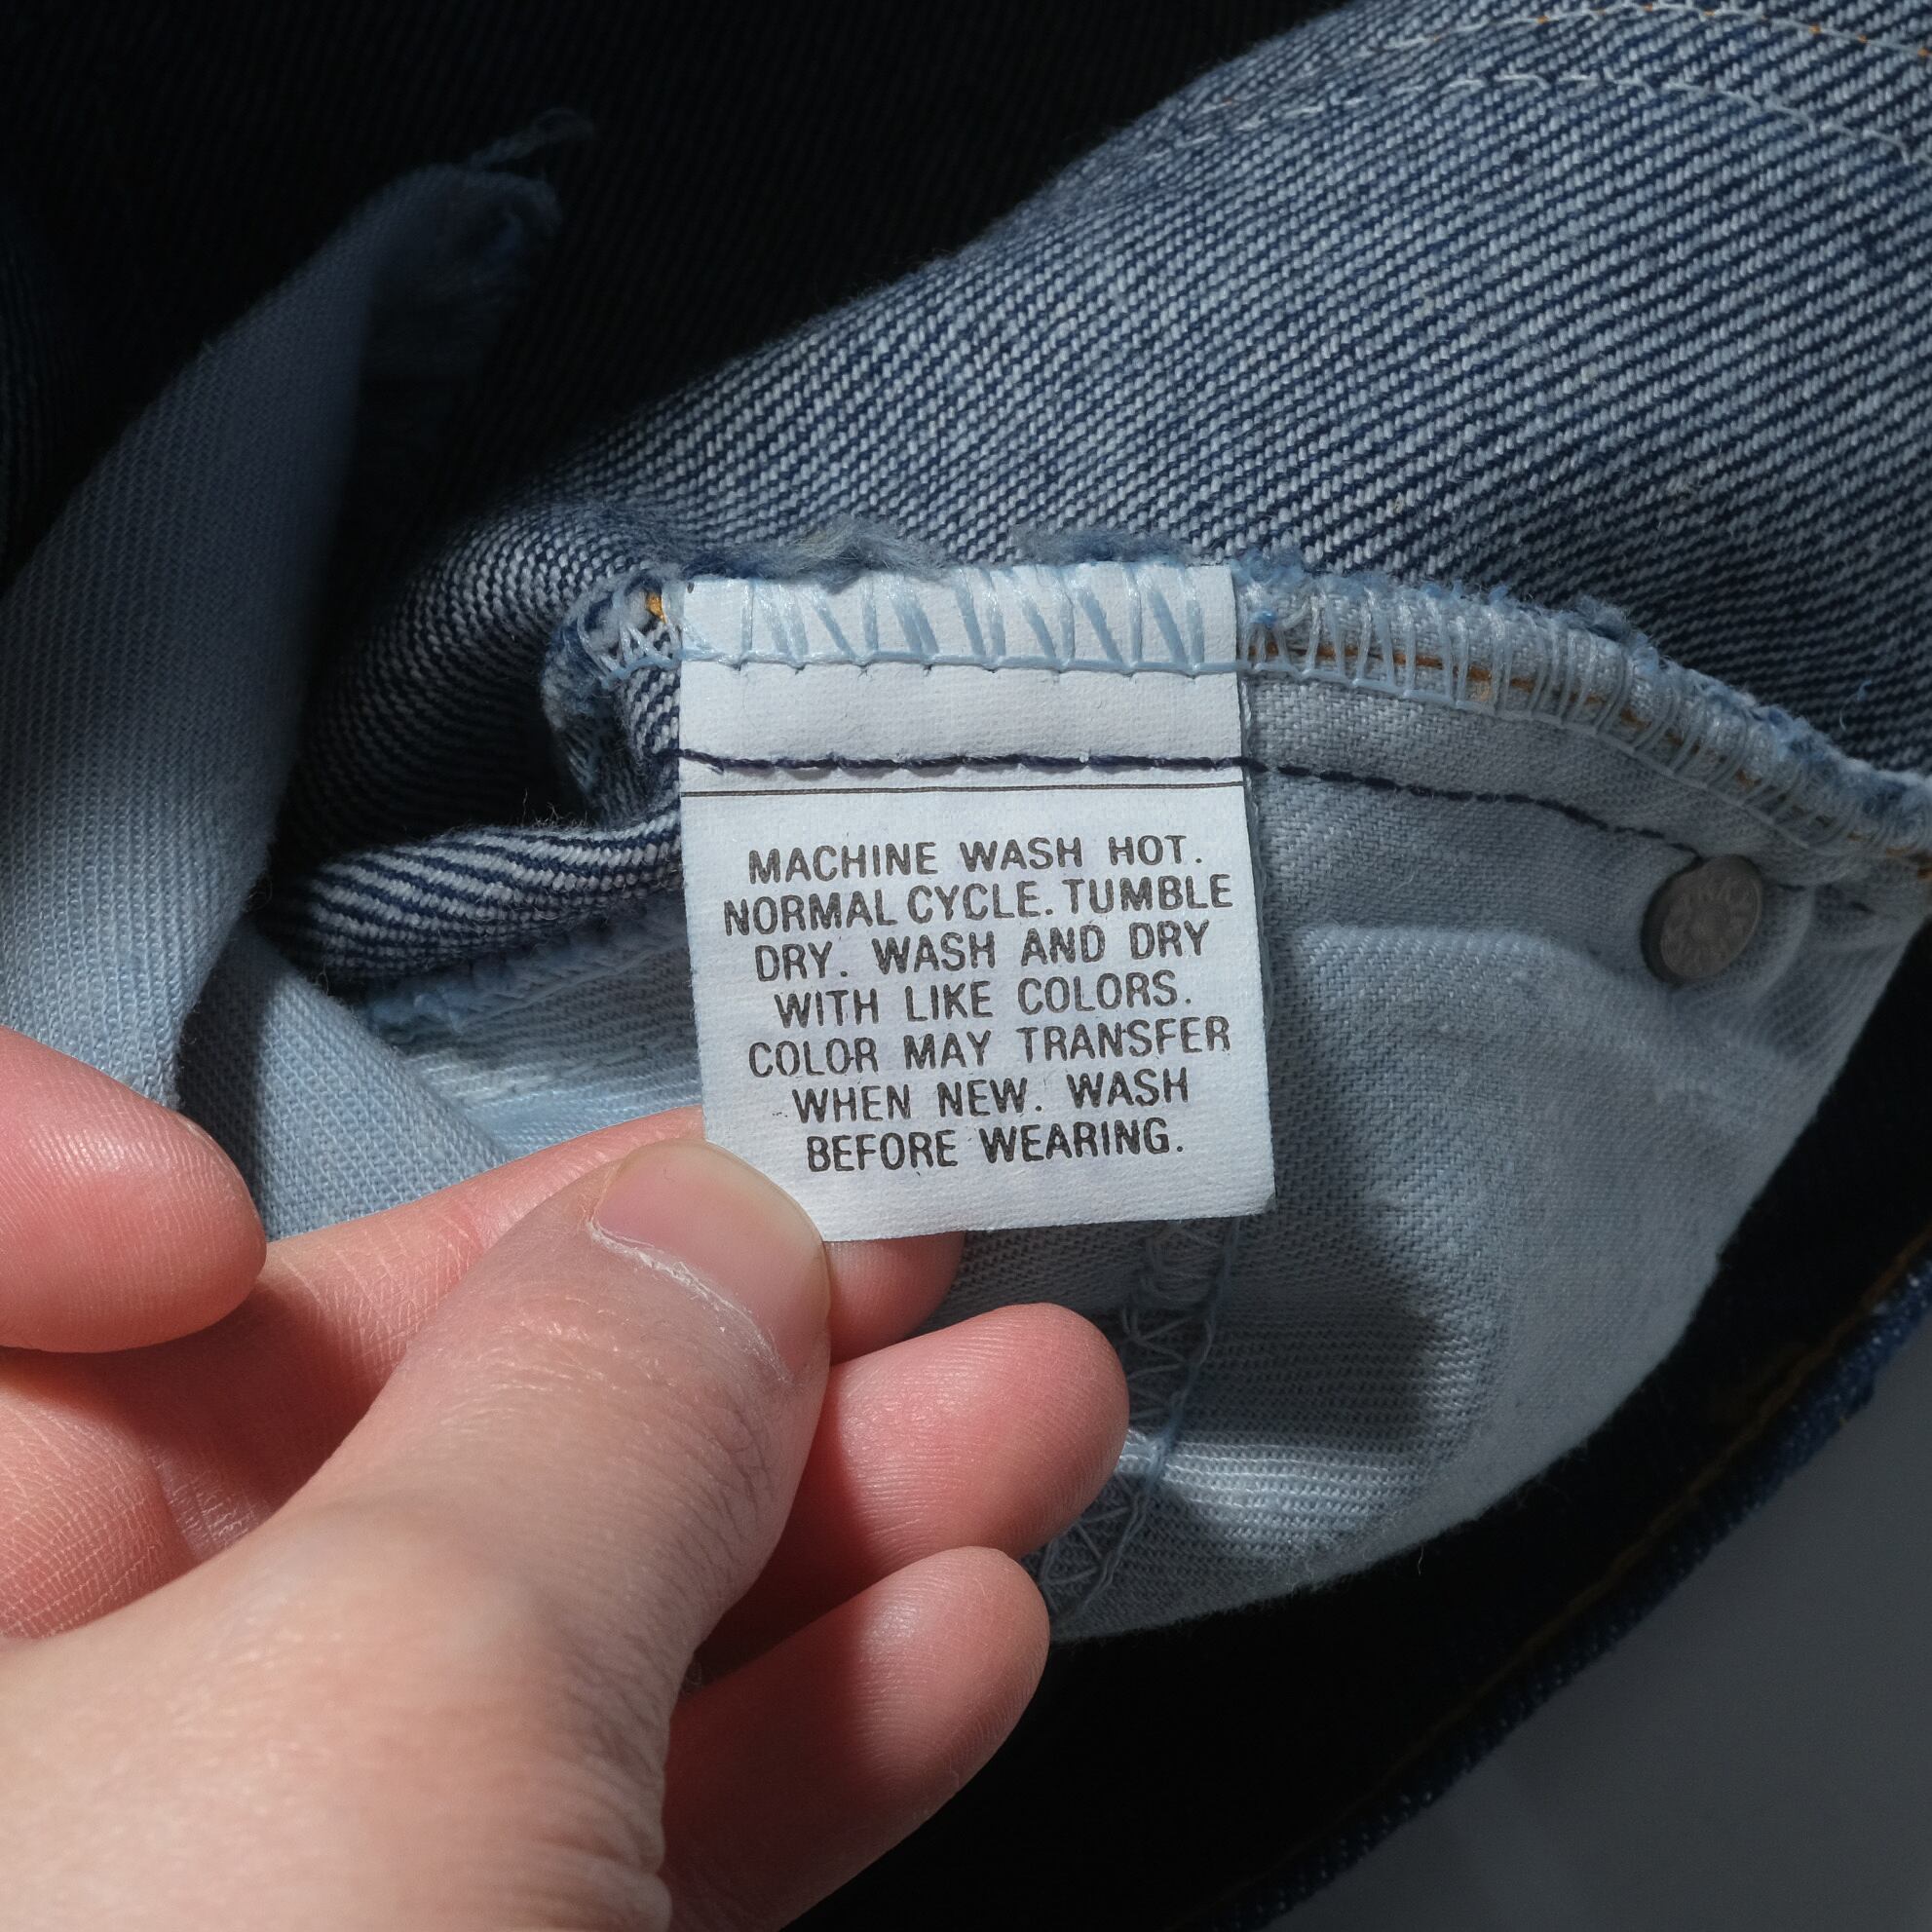 MACHINE WASH HOT.
NORMAL CYCLE. TUMBLE
DRY. WASH AND DRY
WITH LIKE COLORS.
COLOR MAY TRANSFER
WHEN NEW. WASH
BEFORE WEARING.